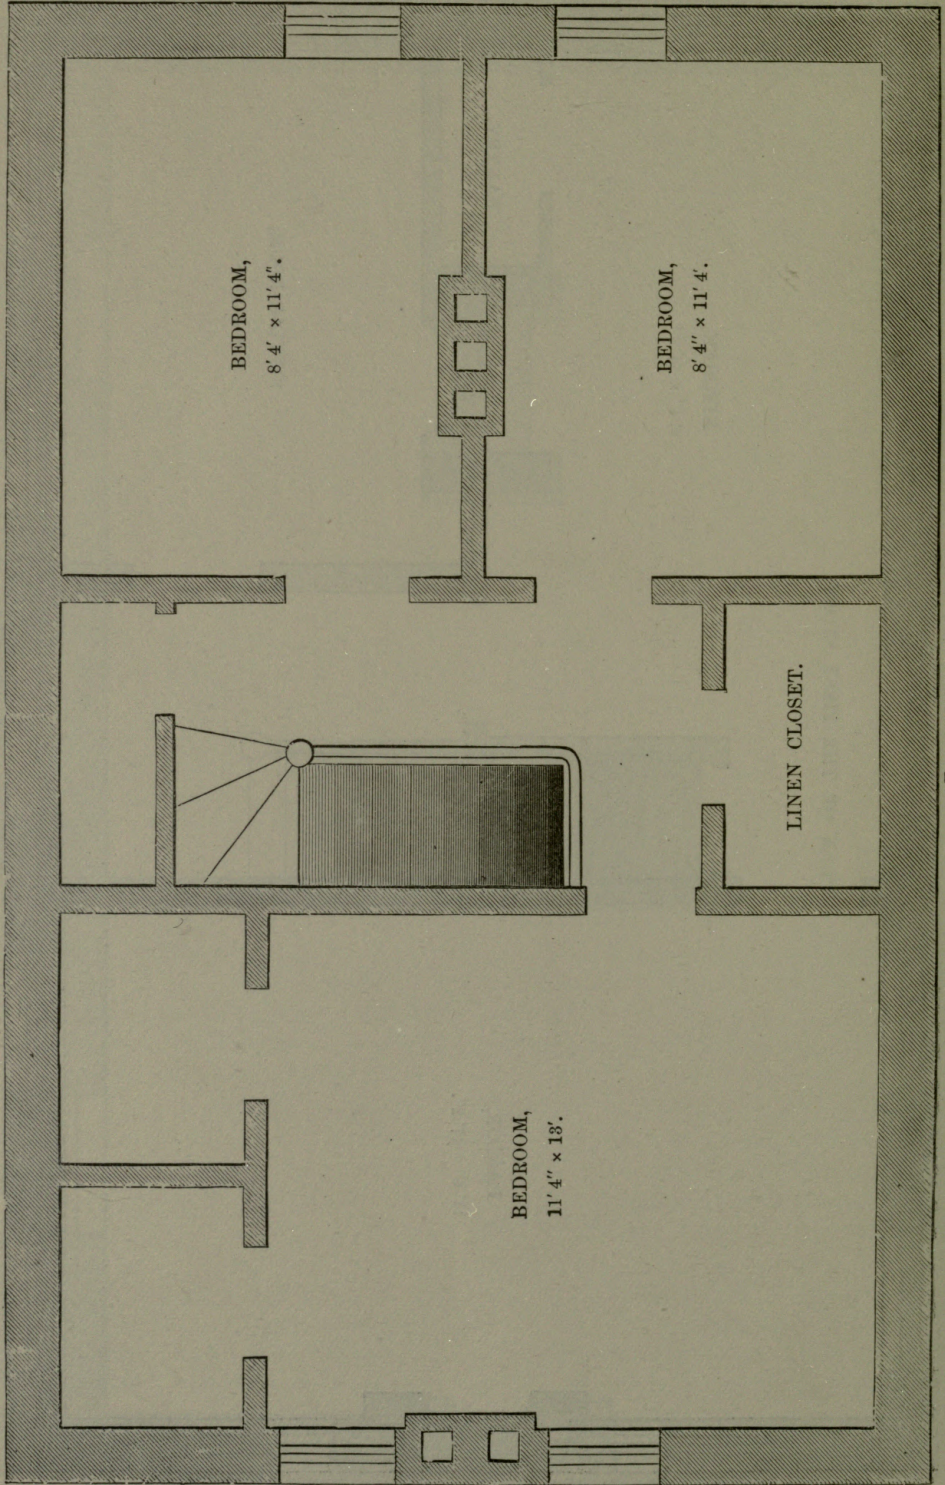 BEDROOM,
8'4' × 11'4".
BEDROOM,
8'4" × 11'4'.
LINEN CLOSET.
BEDROOM,
11'4" × 13'.